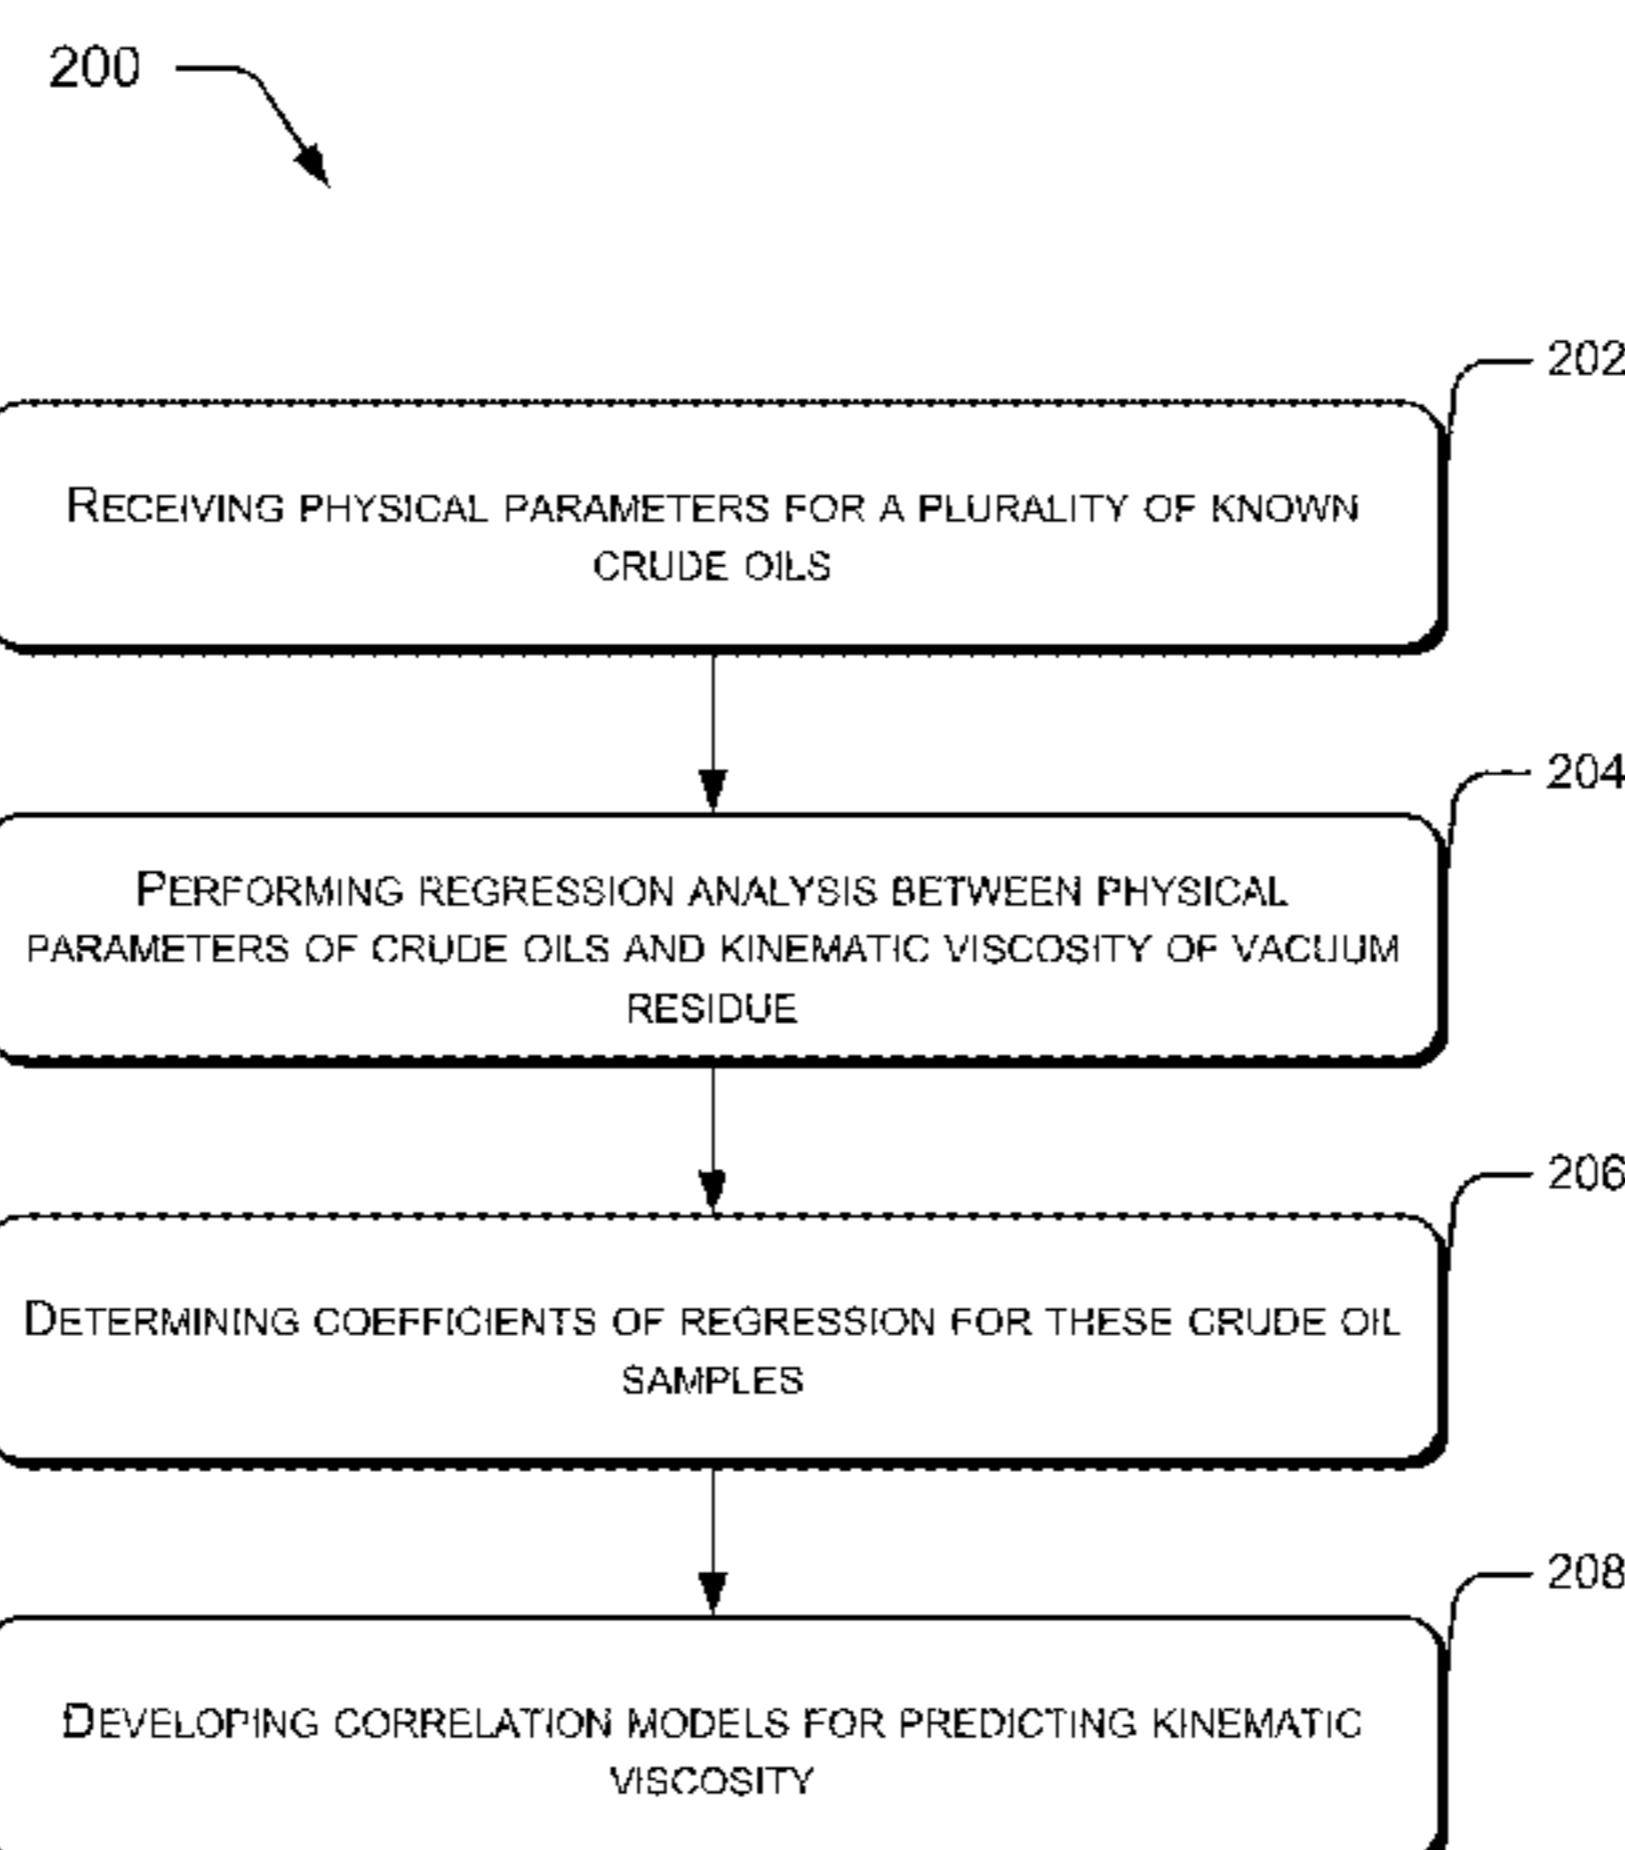 200
202
RECEIVING PHYSICAL PARAMETERS FOR A PLURALITY OF KNOWN
CRUDE OILS
204
PERFORMING REGRESSION ANALYSIS BETWEEN PHYSICAL
PARAMETERS OF CRUDE OILS AND KINEMATIC VISCOSITY OF VACUUM
RESIDUE
206
DETERMINING COEFFICIENTS OF REGRESSION FOR THESE CRUDE OIL
SAMPLES
208
DEVELOPING CORRELATION MODELS FOR PREDICTING KINEMATIC
VISCOSITY